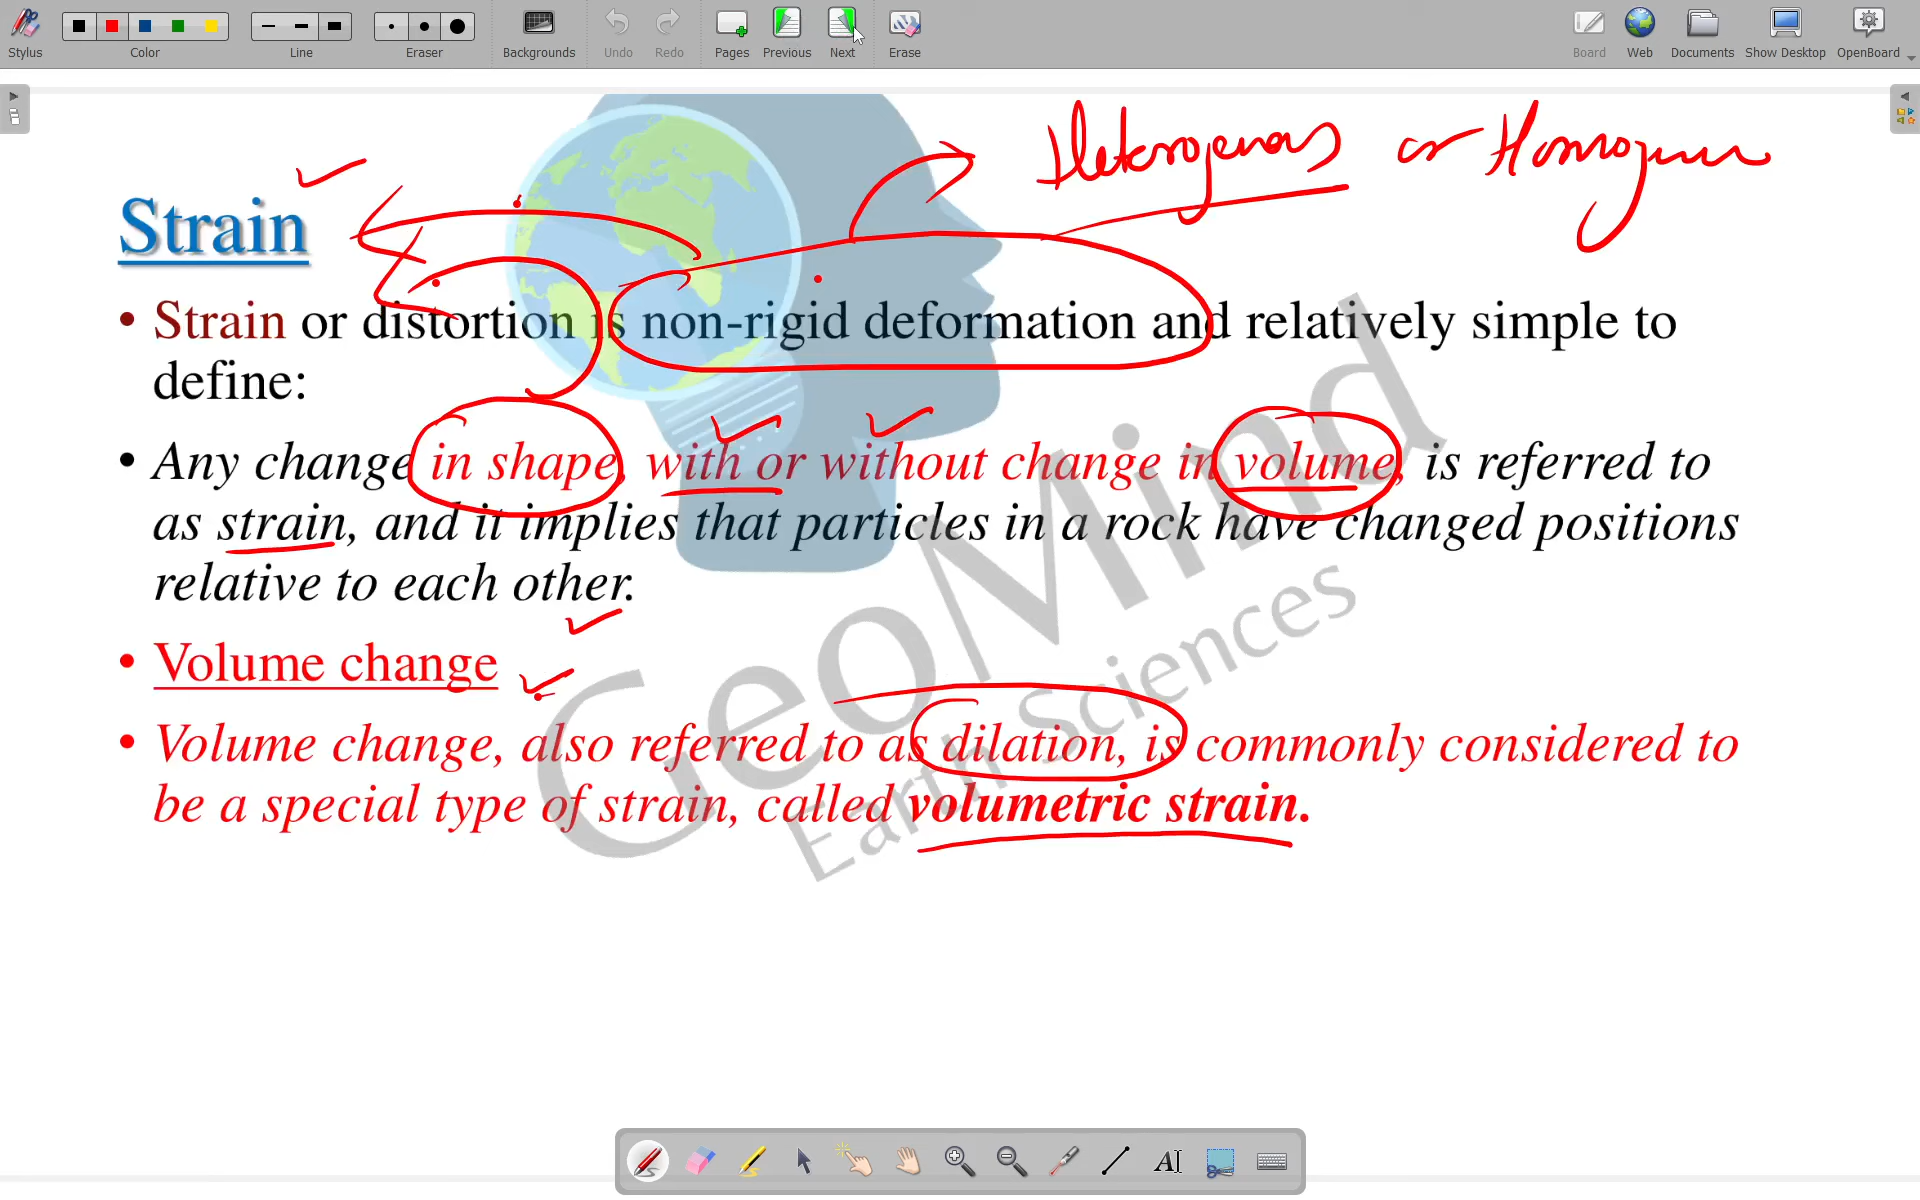 Stylus Color Line Eraser Backgrounds Undo Redo Pages Previous Next Erase Board Web Documents Show Desktop OpenBoard
Heterogenous or
Strain
• Strain or distortion is non-rigid deformation and relatively simple to
define:
• Any change in shape, with or without change in volume, is referred to
as strain, and it implies that particles in a rock have changed positions
relative to each other.
• Volume change
• Volume change, also referred to as dilation, is commonly considered to
be a special type of strain, called volumetric strain.
GeoMind
Earth Sciences